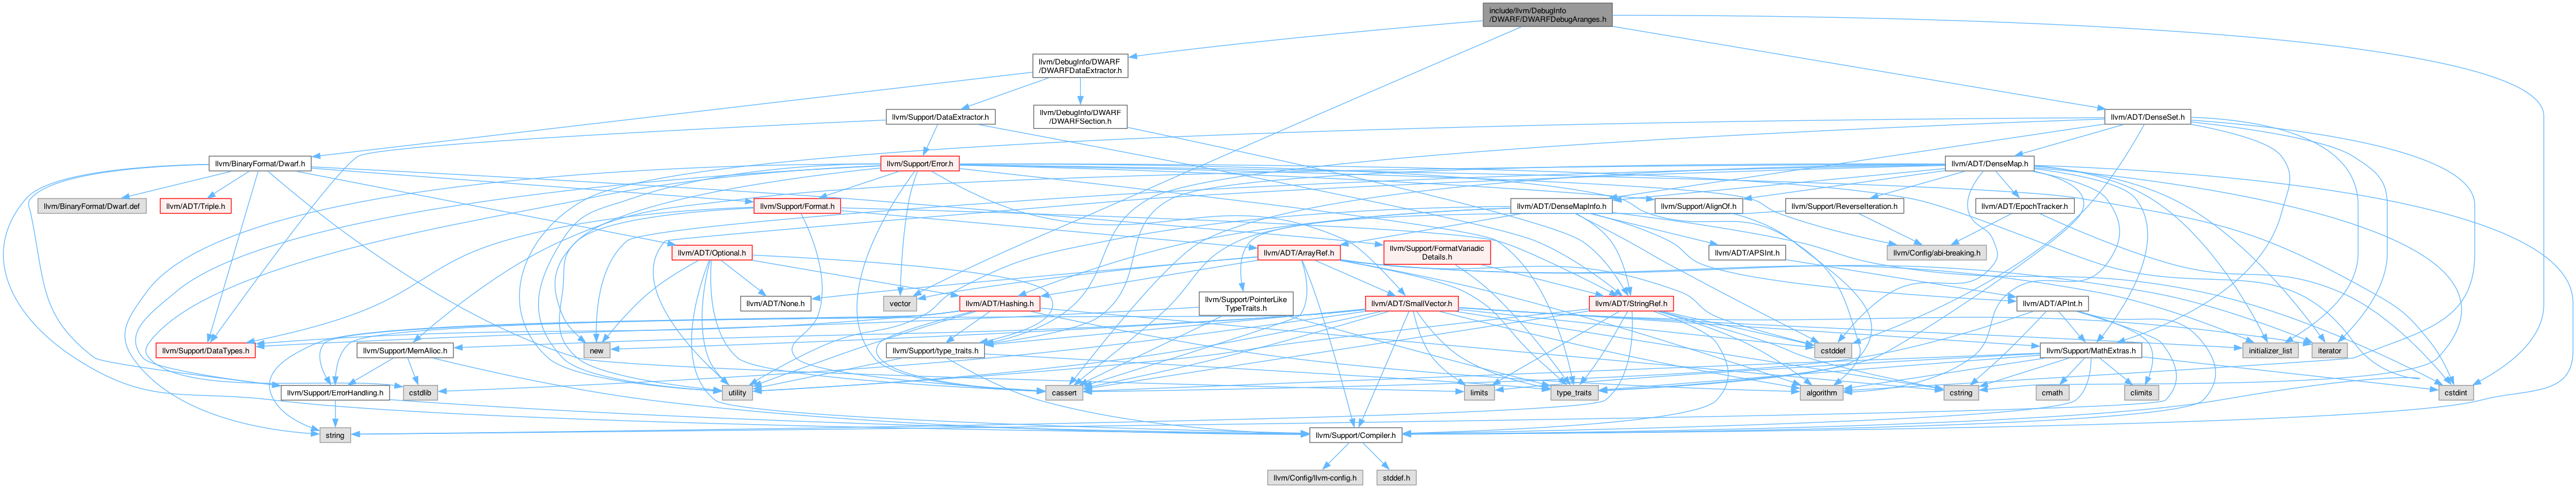 include/llvm/DebugInfo
/DWARF/DWARFDebugAranges.h
llvm/DebugInfo/DWARF
/DWARFDataExtractor.h
llvm/Support/DataExtractor.h
llvm/DebugInfo/DWARF
/DWARFSection.h
llvm/ADT/DenseSet.h
llvm/BinaryFormat/Dwarf.h
llvm/Support/Error.h
llvm/ADT/DenseMap.h
llvm/BinaryFormat/Dwarf.def
llvm/ADT/Triple.h
llvm/Support/Format.h
llvm/ADT/DenseMapInfo.h
llvm/Support/AlignOf.h
llvm/Support/ReverseIteration.h
llvm/ADT/EpochTracker.h
llvm/ADT/Optional.h
llvm/Support/FormatVariadic
Details.h
llvm/ADT/ArrayRef.h
llvm/ADT/APSInt.h
llvm/Config/abi-breaking.h
llvm/ADT/None.h
vector
llvm/ADT/Hashing.h
llvm/Support/PointerLike
TypeTraits.h
llvm/ADT/SmallVector.h
llvm/ADT/StringRef.h
llvm/ADT/APInt.h
llvm/Support/DataTypes.h
llvm/Support/MemAlloc.h
new
llvm/Support/type_traits.h
cstddef
llvm/Support/MathExtras.h
initializer_list
iterator
llvm/Support/ErrorHandling.h
cstdlib
utility
cassert
limits
type_traits
algorithm
cstring
cmath
climits
cstdint
string
llvm/Support/Compiler.h
llvm/Config/llvm-config.h
stddef.h